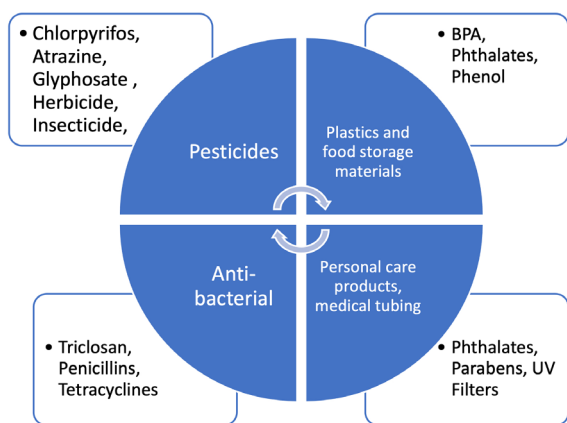 • Chlorpyrifos,
Atrazine,
Glyphosate ,
Herbicide,
Insecticide,
• BPA,
Phthalates,
Phenol
Pesticides
Plastics and
food storage
materials
Anti-
bacterial
Personal care
products,
medical tubing
• Triclosan,
Penicillins,
Tetracyclines
• Phthalates,
Parabens, UV
Filters